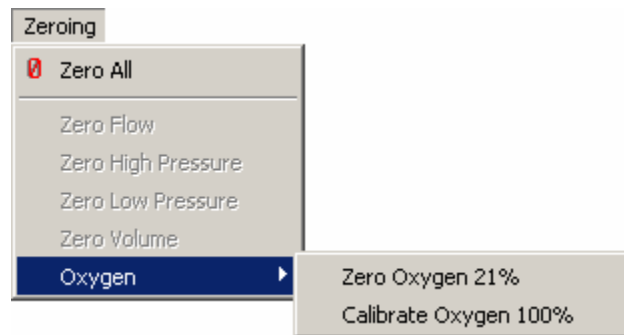 Zeroing
Zero All
Zero Flow
Zero High Pressure
Zero Low Pressure
Zero Volume
Oxygen
Zero Oxygen 21%
Calibrate Oxygen 100%